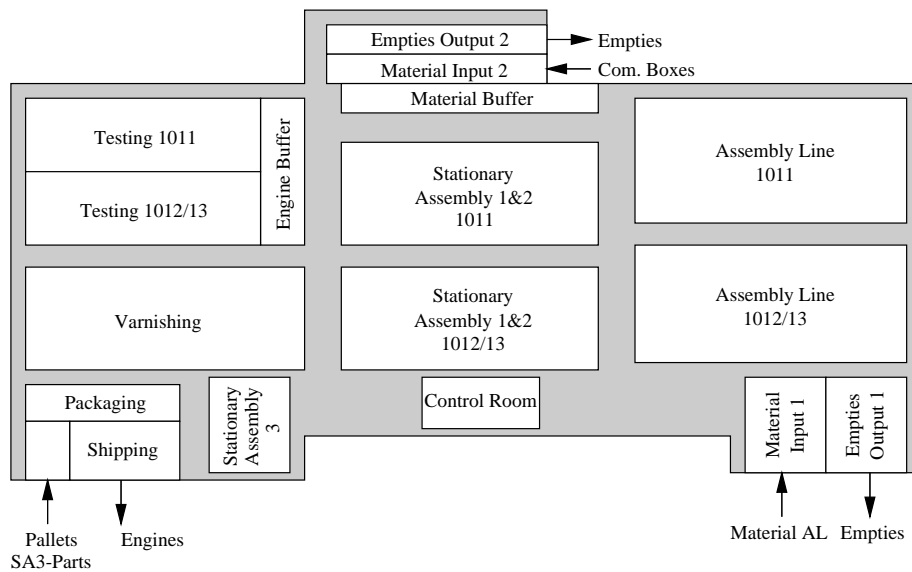 Empties Output 2
Empties
Material Input 2
Com. Boxes
Material Buffer
Testing 1011
Testing 1012/13
Engine Buffer
Stationary
Assembly 1&2
1011
Assembly Line
1011
Varnishing
Stationary
Assembly 1&2
1012/13
Assembly Line
1012/13
Packaging
Shipping
Stationary
Assembly
3
Control Room
Material
Input 1
Empties
Output 1
Pallets
SA3-Parts
Engines
Material AL
Empties